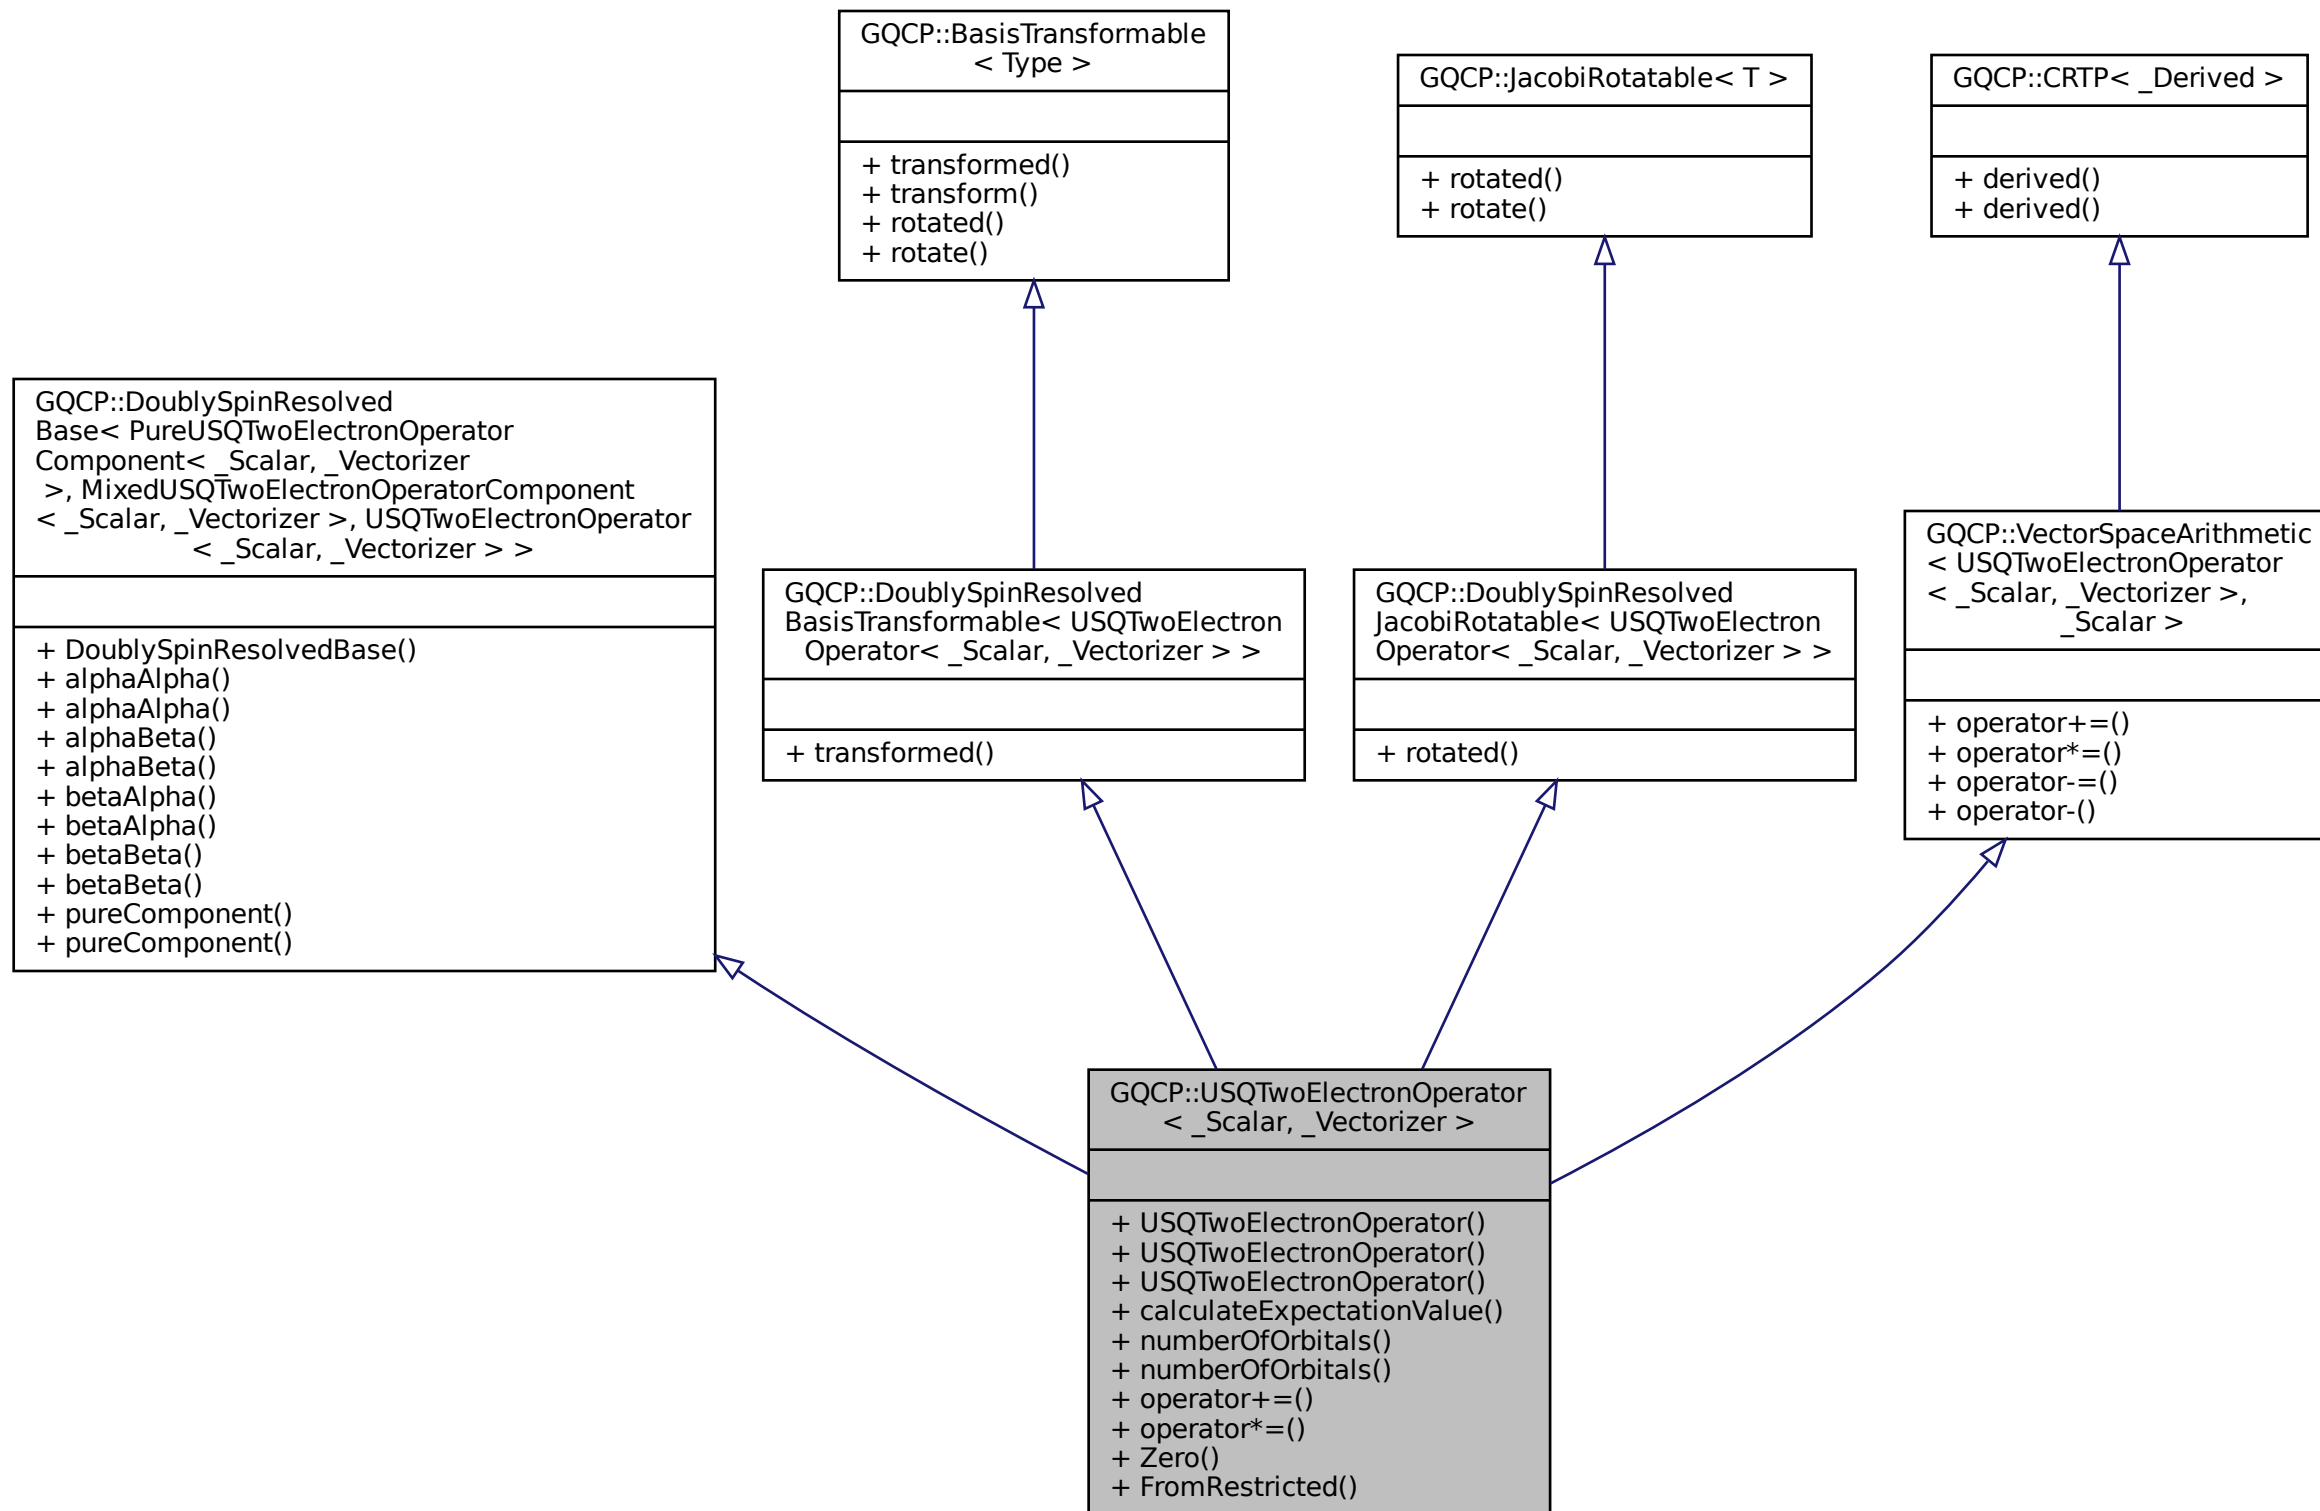 GQCP::BasisTransformable
< Type >
+ transformed()
+ transform()
+ rotated()
+ rotate()
GQCP::JacobiRotatable< T >
+ rotated()
+ rotate()
GQCP::CRTP< _Derived >
+ derived()
+ derived()
GQCP::DoublySpinResolved
Base< PureUSQTwoElectronOperator
Component< _Scalar, _Vectorizer
>, MixedUSQTwoElectronOperatorComponent
< _Scalar, _Vectorizer >, USQTwoElectronOperator
< _Scalar, _Vectorizer > >
+ DoublySpinResolvedBase()
+ alphaAlpha()
+ alphaAlpha()
+ alphaBeta()
+ alphaBeta()
+ betaAlpha()
+ betaAlpha()
+ betaBeta()
+ betaBeta()
+ pureComponent()
+ pureComponent()
GQCP::DoublySpinResolved
BasisTransformable< USQTwoElectron
Operator< _Scalar, _Vectorizer > >
+ transformed()
GQCP::DoublySpinResolved
JacobiRotatable< USQTwoElectron
Operator< _Scalar, _Vectorizer > >
+ rotated()
GQCP::VectorSpaceArithmetic
< USQTwoElectronOperator
< _Scalar, _Vectorizer >,
_Scalar >
+ operator+=()
+ operator*=()
+ operator-=()
+ operator-()
GQCP::USQTwoElectronOperator
< _Scalar, _Vectorizer >
+ USQTwoElectronOperator()
+ USQTwoElectronOperator()
+ USQTwoElectronOperator()
+ calculateExpectationValue()
+ numberOfOrbitals()
+ numberOfOrbitals()
+ operator+=()
+ operator*=()
+ Zero()
+ FromRestricted()